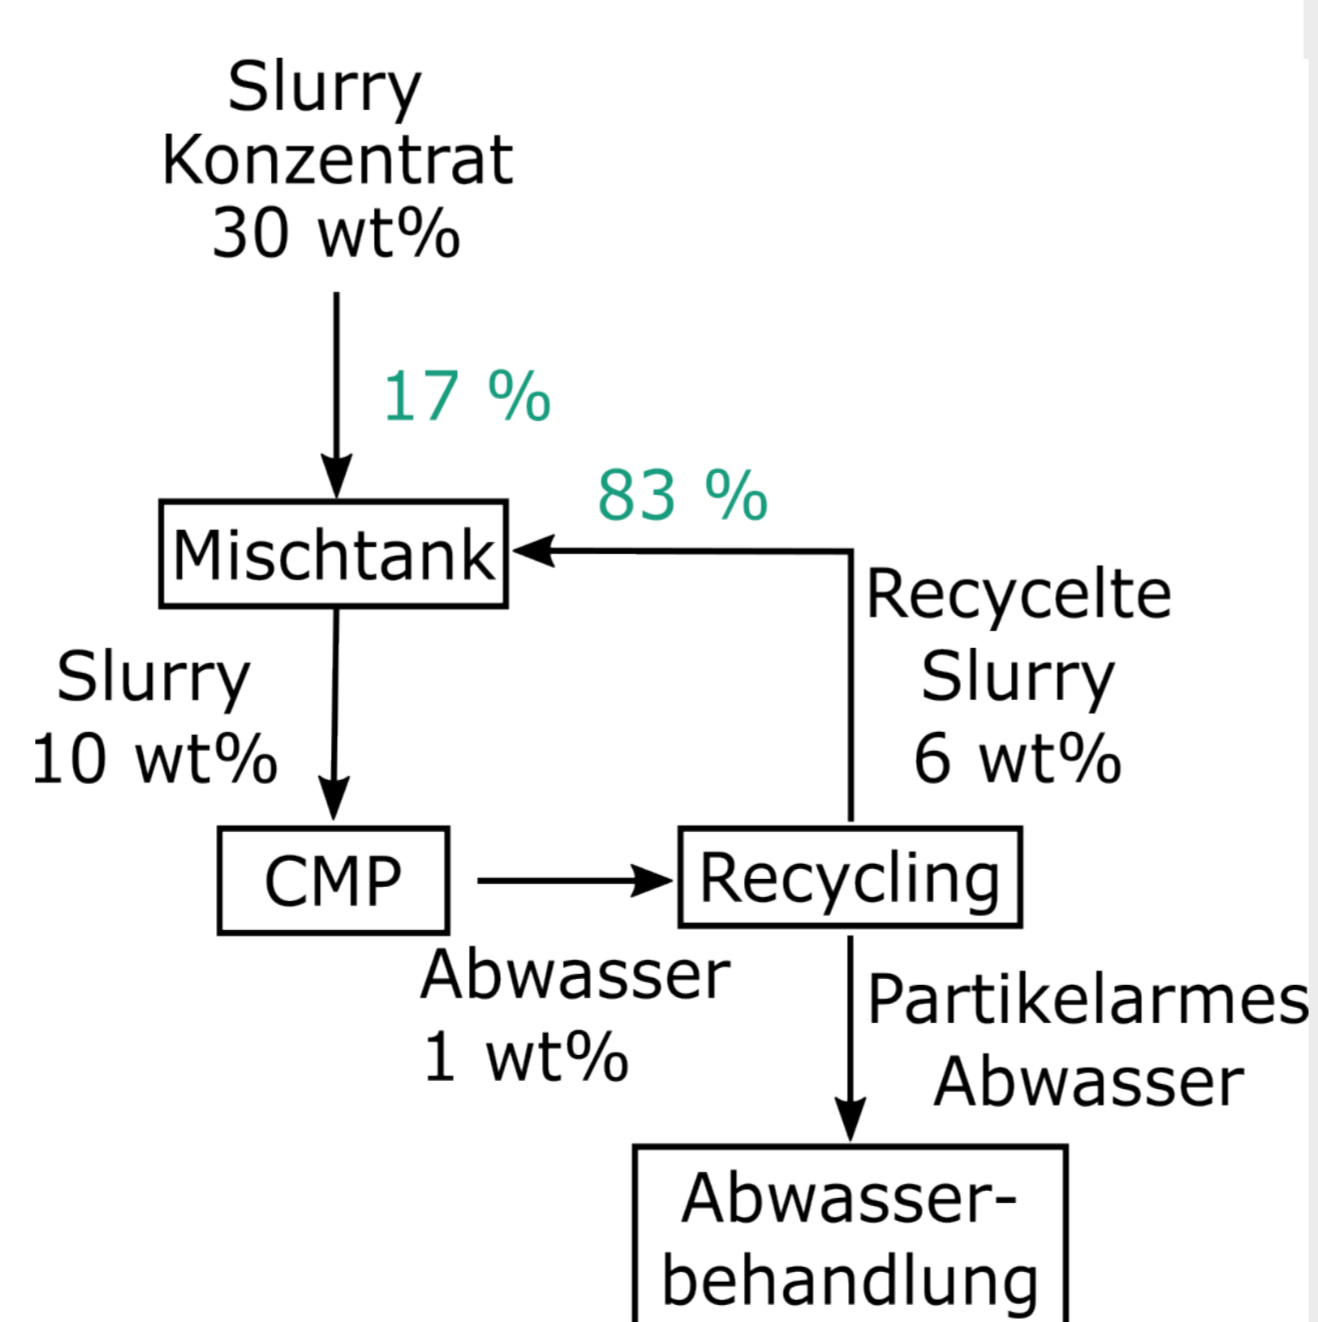 Slurry
Konzentrat
30 wt%
17 %
83 %
Mischtank
Recycelte
Slurry
6 wt%
Slurry
10 wt%
CMP
Recycling
Abwasser
1 wt%
Partikelarmes
Abwasser
Abwasser-
behandlung